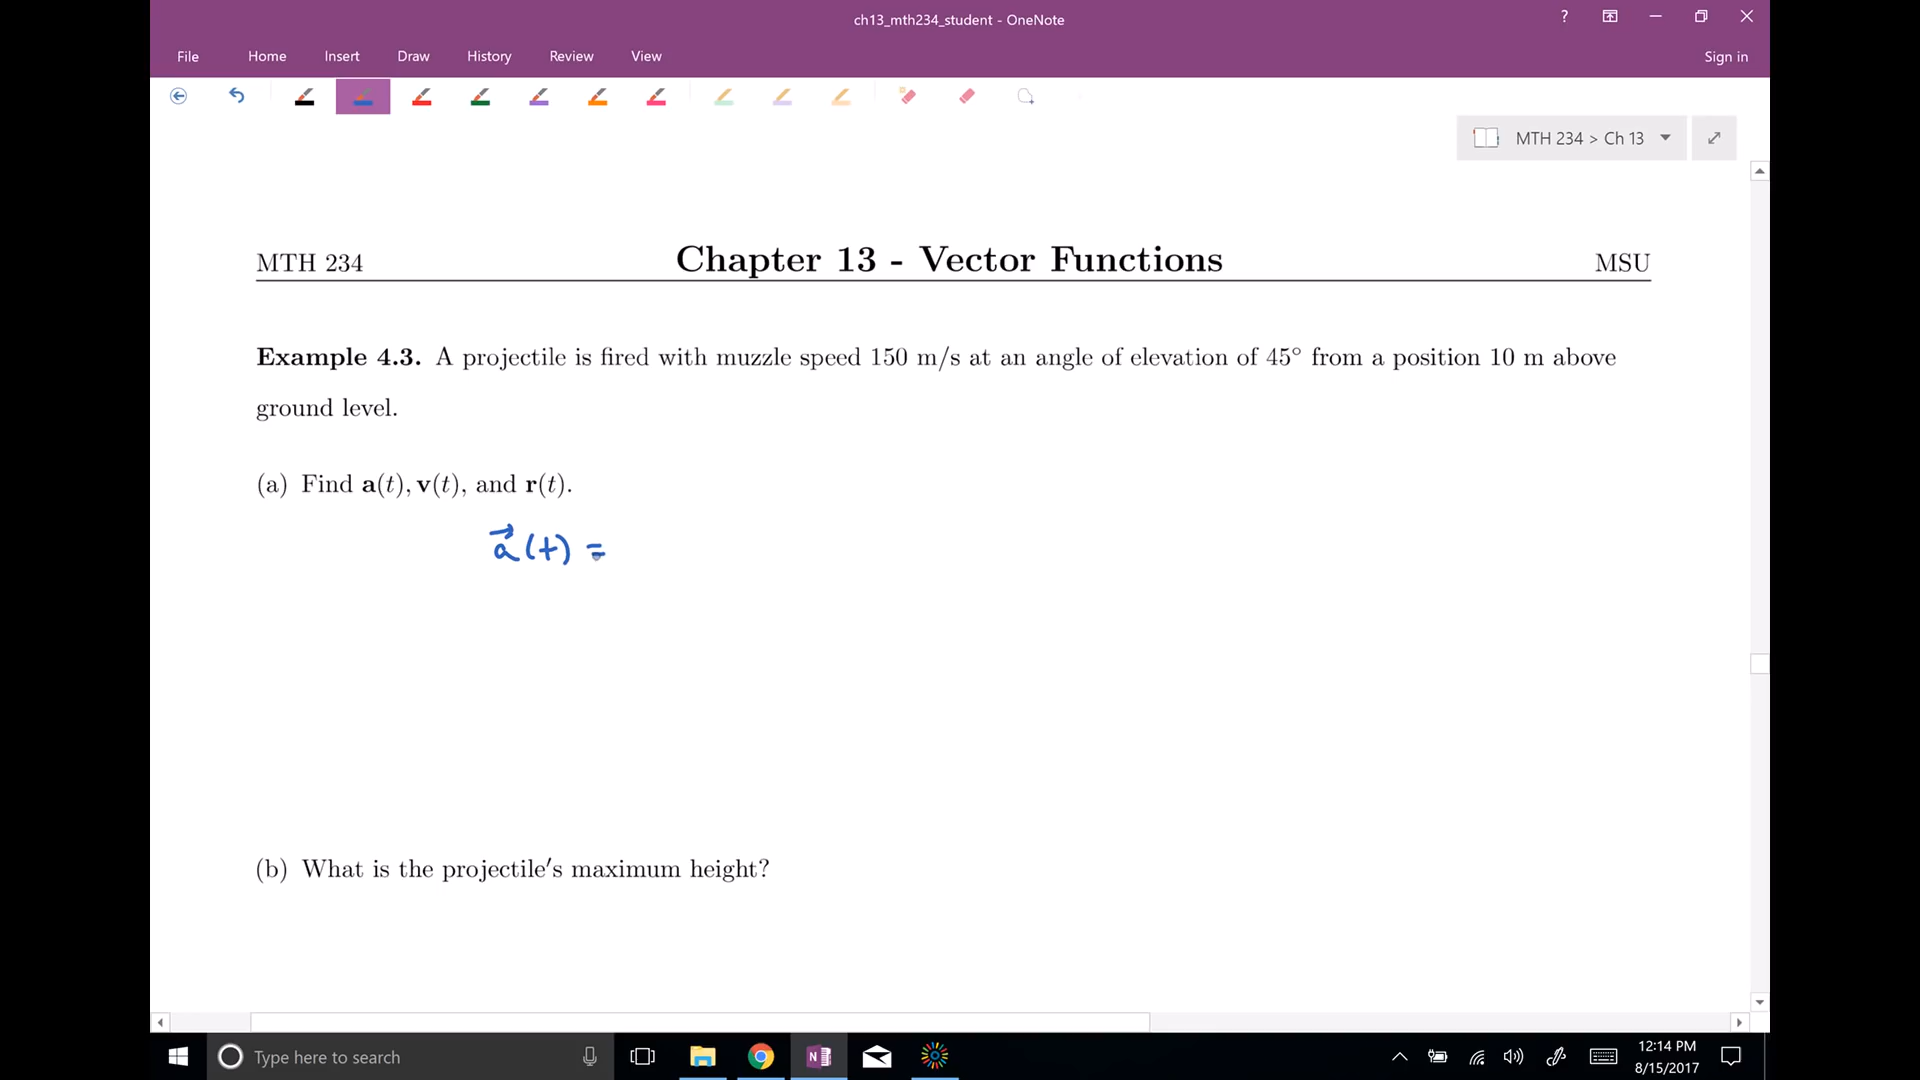 ch13_mth234_student - OneNote
?
File Home Insert Draw History Review View Sign in
MTH 234 > Ch 13
MTH 234 Chapter 13 - Vector Functions MSU
Example 4.3. A projectile is fired with muzzle speed 150 m/s at an angle of elevation of 45° from a position 10 m above
ground level.
(a) Find a(t), v(t), and r(t).
a⃗(t) =
(b) What is the projectile's maximum height?
Type here to search
12:14 PM
8/15/2017